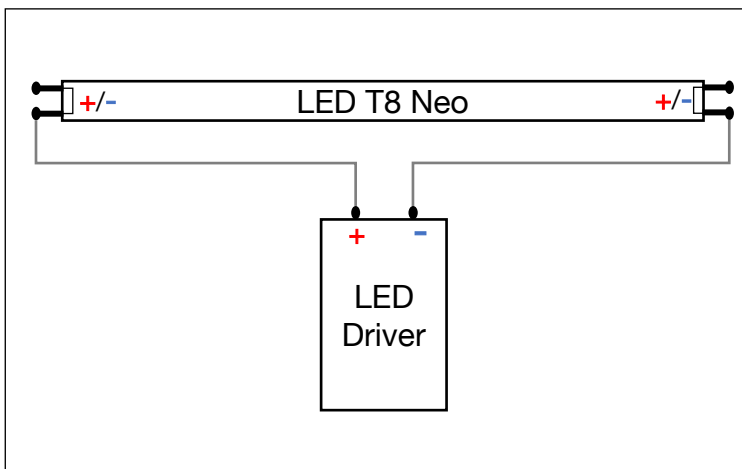 +/- LED T8 Neo +/-
+ -
LED
Driver